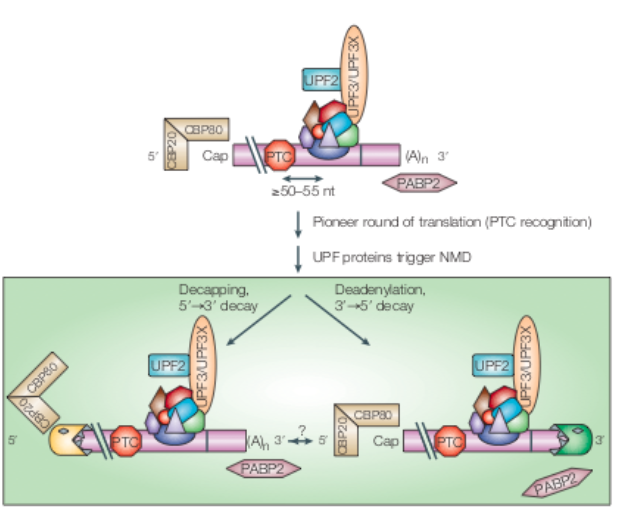 UPF2
UPF3/UPF3X
CBP80
CBP20
5′
Cap
PTC
(A)n 3′
PABP2
≥50–55 nt
Pioneer round of translation (PTC recognition)
UPF proteins trigger NMD
Decapping,
5′→3′ decay
Deadenylation,
3′→5′ decay
CBP80
CBP20
5′
UPF2
UPF3/UPF3X
PTC
(A)n 3′
PABP2
?
5′
CBP80
CBP20
Cap
UPF2
UPF3/UPF3X
PTC
3′
PABP2